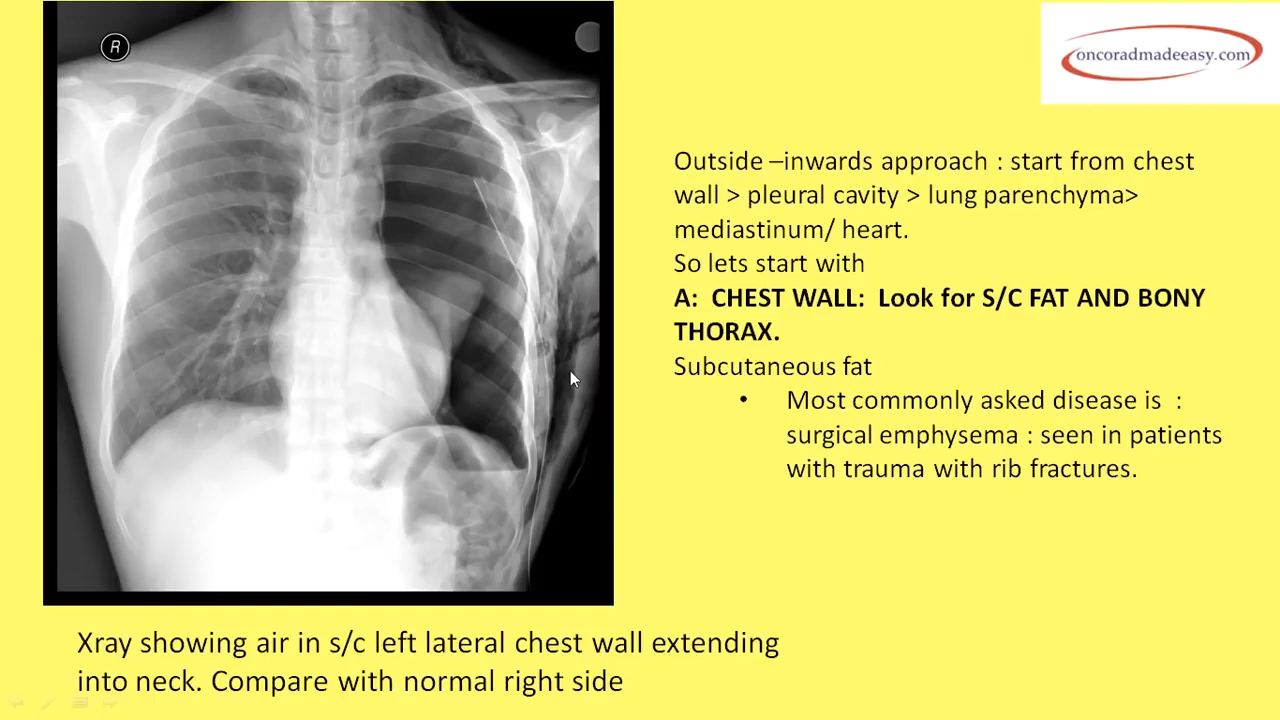 R
oncoradmadeeasy.com
Outside –inwards approach : start from chest
wall > pleural cavity > lung parenchyma>
mediastinum/ heart.
So lets start with
A:  CHEST WALL:  Look for S/C FAT AND BONY
THORAX.
Subcutaneous fat
• Most commonly asked disease is  :
surgical emphysema : seen in patients
with trauma with rib fractures.
Xray showing air in s/c left lateral chest wall extending
into neck. Compare with normal right side